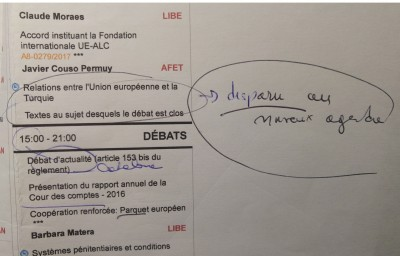 Claude Moraes LIBE
Accord instituant la Fondation
internationale UE-ALC
A8-0279/2017 ***
Javier Couso Permuy AFET
Relations entre l'Union européenne et la
Turquie
Textes au sujet desquels le débat est clos
disparu au
nouveau agenda
15:00 - 21:00 DÉBATS
Débat d'actualité (article 153 bis du
règlement)
Présentation du rapport annuel de la
Cour des comptes - 2016
Coopération renforcée: Parquet européen
***
Barbara Matera LIBE
Systèmes pénitentiaires et conditions